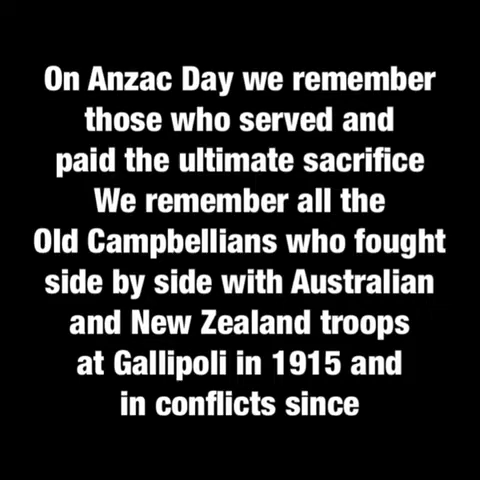 On Anzac Day we remember
those who served and
paid the ultimate sacrifice
We remember all the
Old Campbellians who fought
side by side with Australian
and New Zealand troops
at Gallipoli in 1915 and
in conflicts since